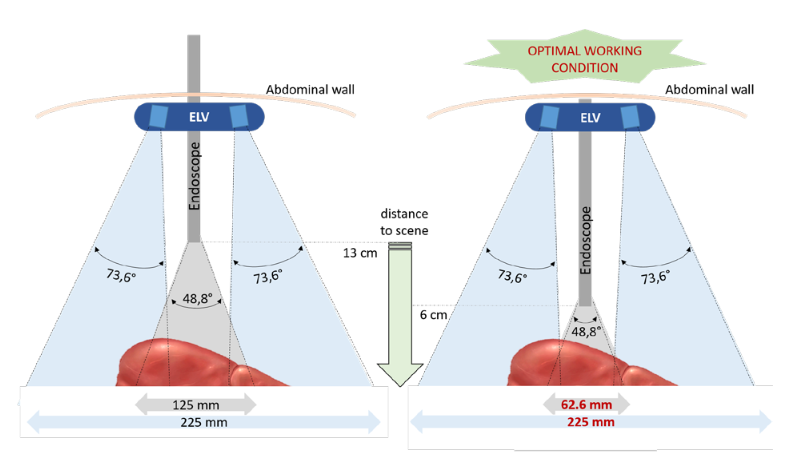 OPTIMAL WORKING
CONDITION
Abdominal wall
ELV
Endoscope
73,6°
73,6°
48,8°
125 mm
225 mm
distance
to scene
13 cm
6 cm
Abdominal wall
ELV
Endoscope
73,6°
73,6°
48,8°
62.6 mm
225 mm